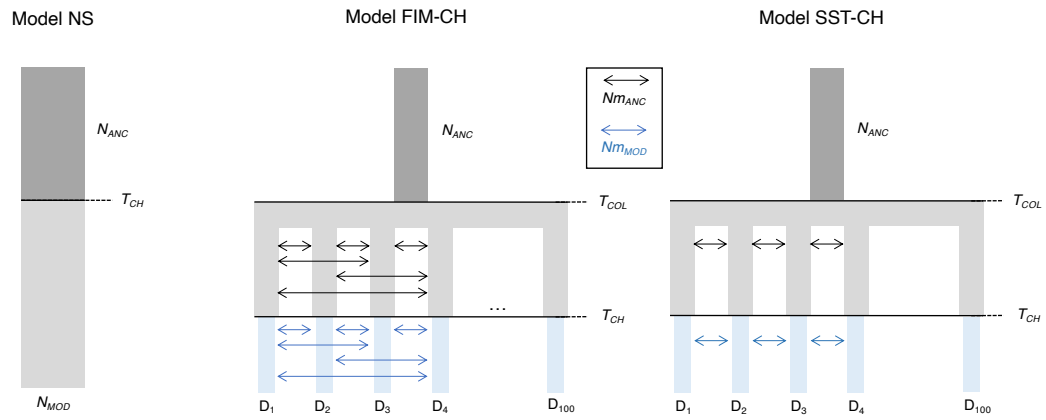 Model NS
Model FIM-CH
Model SST-CH
N_ANC
T_CH
N_MOD
N_ANC
T_COL
...
T_CH
D_1 D_2 D_3 D_4 D_100
Nm_ANC
Nm_MOD
N_ANC
T_COL
T_CH
D_1 D_2 D_3 D_4 D_100